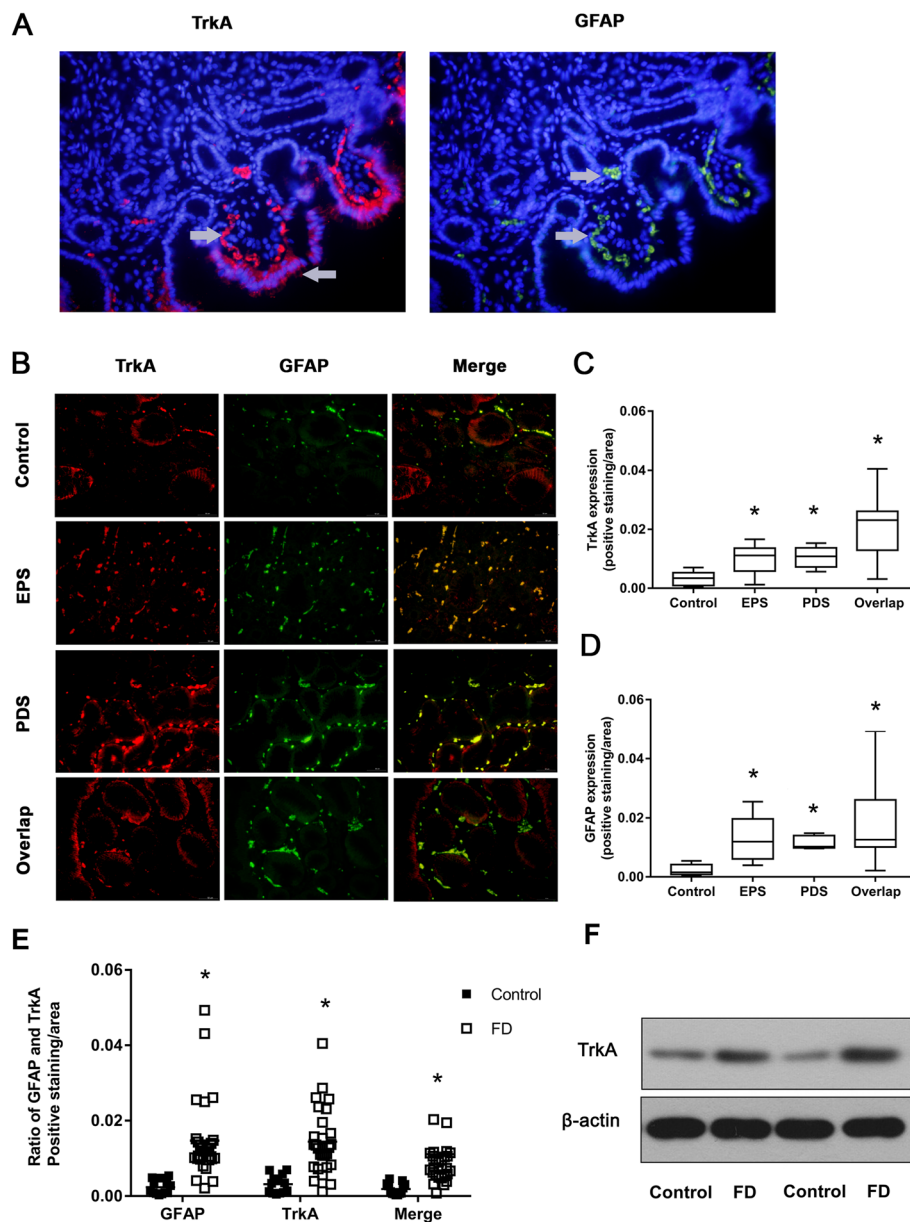 A
TrkA
GFAP
B
TrkA
GFAP
Merge
Control
EPS
PDS
Overlap
C
TrkA expression
(positive staining/area)
0.06
0.04
0.02
0.00
*
*
*
Control
EPS
PDS
Overlap
D
GFAP expression
(positive staining/area)
0.06
0.04
0.02
0.00
*
*
*
Control
EPS
PDS
Overlap
E
Ratio of GFAP and TrkA
Positive staining/area
0.06
0.04
0.02
0.00
*
*
*
Control
FD
GFAP
TrkA
Merge
F
TrkA
β-actin
Control
FD
Control
FD